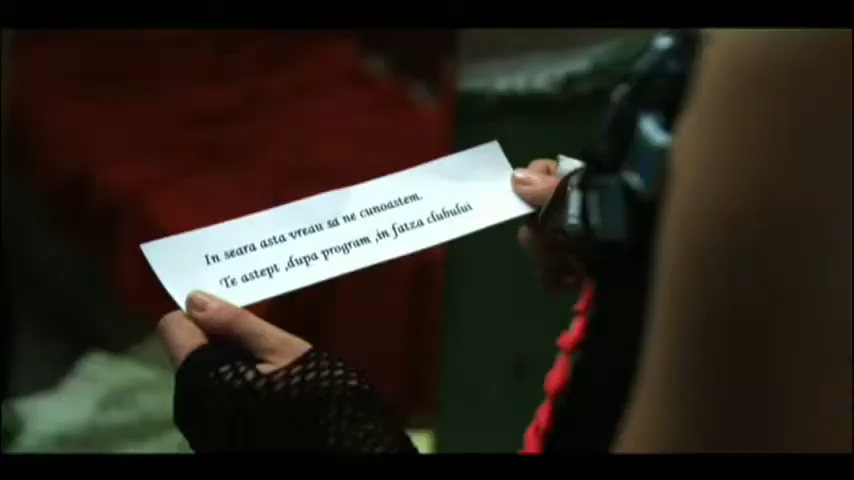 In seara asta vreau sa ne cunoastem.
Te astept ,dupa program ,in fatza clubului